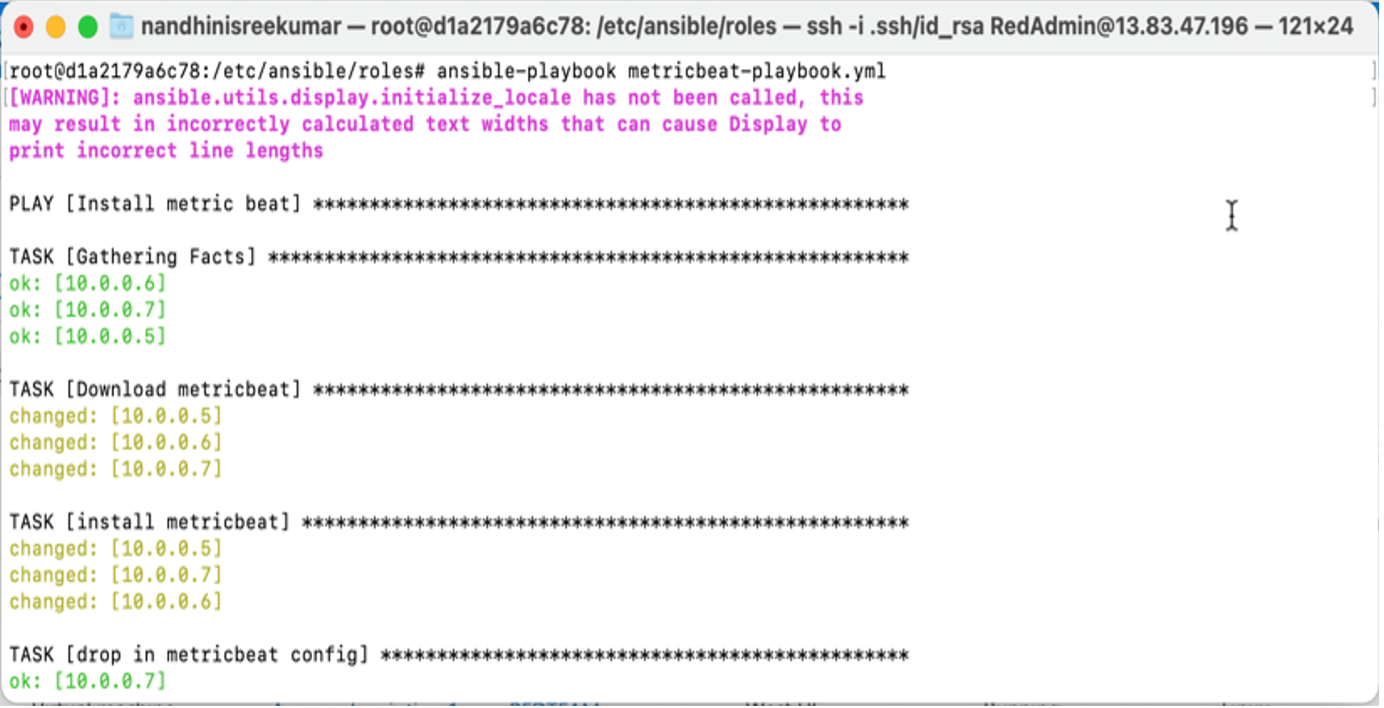 nandhinisreekumar — root@d1a2179a6c78: /etc/ansible/roles — ssh -i .ssh/id_rsa RedAdmin@13.83.47.196 — 121×24
[root@d1a2179a6c78:/etc/ansible/roles# ansible-playbook metricbeat-playbook.yml ]
[[WARNING]: ansible.utils.display.initialize_locale has not been called, this ]
may result in incorrectly calculated text widths that can cause Display to
print incorrect line lengths
PLAY [Install metric beat] *****************************************************
TASK [Gathering Facts] *********************************************************
ok: [10.0.0.6]
ok: [10.0.0.7]
ok: [10.0.0.5]
TASK [Download metricbeat] *****************************************************
changed: [10.0.0.5]
changed: [10.0.0.6]
changed: [10.0.0.7]
TASK [install metricbeat] ******************************************************
changed: [10.0.0.5]
changed: [10.0.0.7]
changed: [10.0.0.6]
TASK [drop in metricbeat config] ***********************************************
ok: [10.0.0.7]